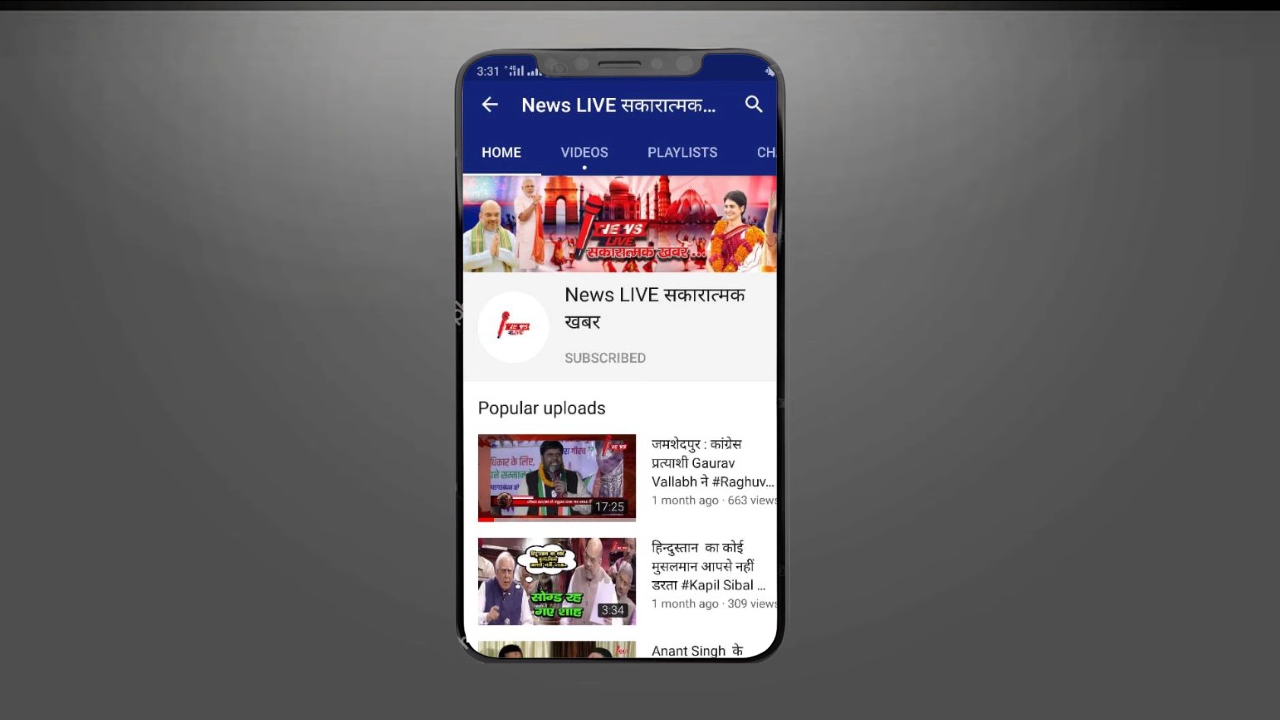 3:31
News LIVE सकारात्मक...
HOME VIDEOS PLAYLISTS CH
NEWS
LIVE
सकारात्मक खबर ...
News LIVE सकारात्मक
खबर
SUBSCRIBED
Popular uploads
जमशेदपुर : कांग्रेस
प्रत्याशी Gaurav
Vallabh ने #Raghuv...
1 month ago · 663 views
17:25
हिन्दुस्तान का कोई
मुसलमान आपसे नहीं
डरता #Kapil Sibal ...
1 month ago · 309 views
सोन्ड रह
गए शाह
3:34
Anant Singh के